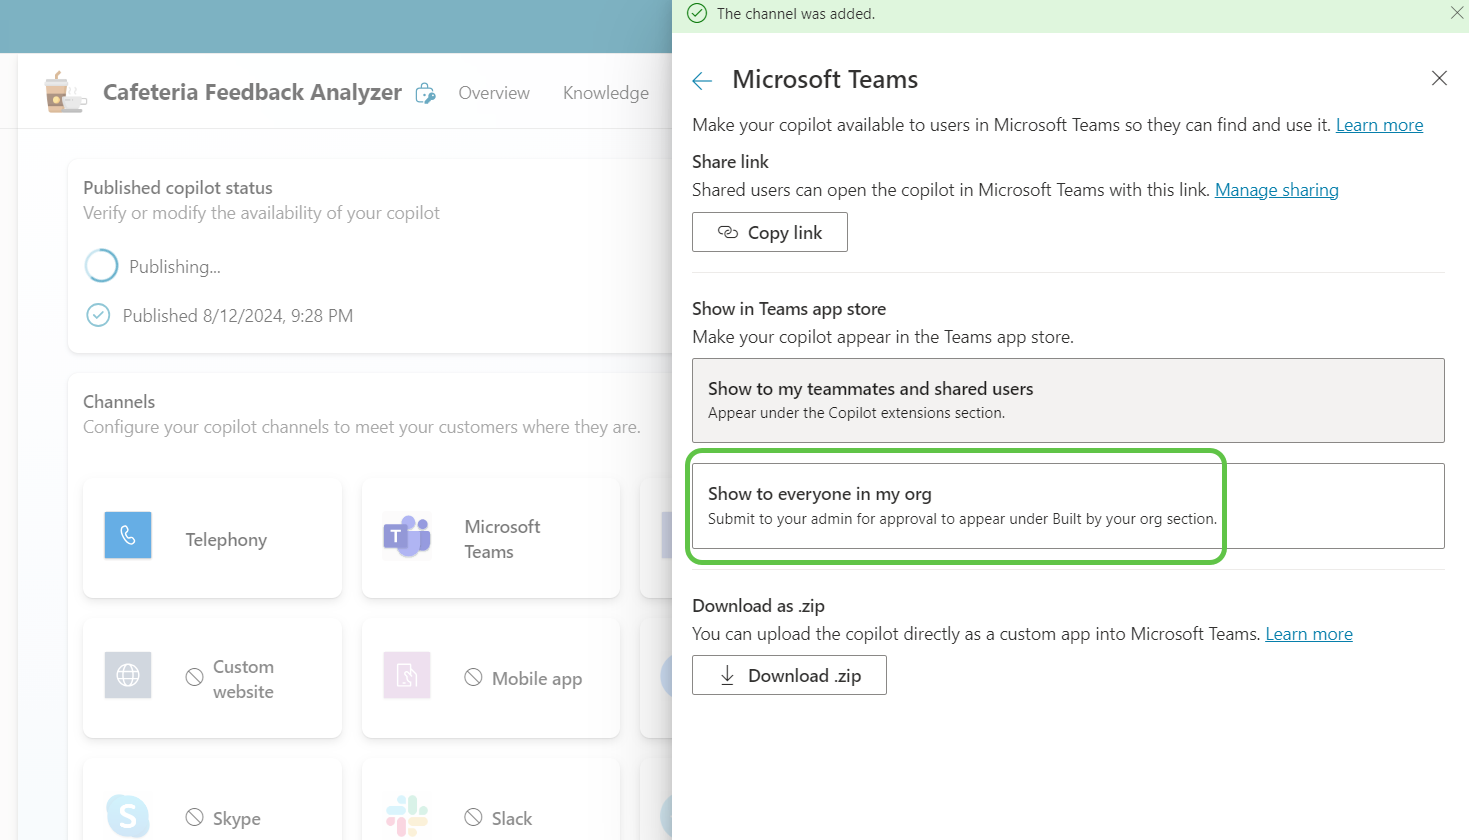 The channel was added.
Cafeteria Feedback Analyzer
Overview
Knowledge
Published copilot status
Verify or modify the availability of your copilot
Publishing...
Published 8/12/2024, 9:28 PM
Channels
Configure your copilot channels to meet your customers where they are.
Telephony
Microsoft
Teams
Custom
website
Mobile app
Skype
Slack
Microsoft Teams
Make your copilot available to users in Microsoft Teams so they can find and use it. Learn more
Share link
Shared users can open the copilot in Microsoft Teams with this link. Manage sharing
Copy link
Show in Teams app store
Make your copilot appear in the Teams app store.
Show to my teammates and shared users
Appear under the Copilot extensions section.
Show to everyone in my org
Submit to your admin for approval to appear under Built by your org section.
Download as .zip
You can upload the copilot directly as a custom app into Microsoft Teams. Learn more
Download .zip